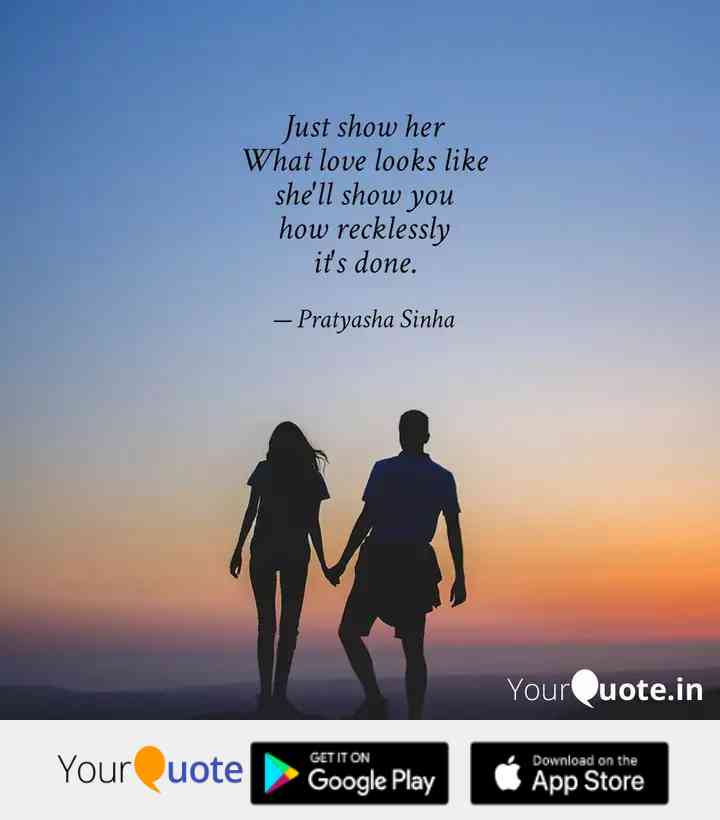 Just show her
What love looks like
she'll show you
how recklessly
it's done.
— Pratyasha Sinha
YourQuote.in
YourQuote
GET IT ON
Google Play
Download on the
App Store